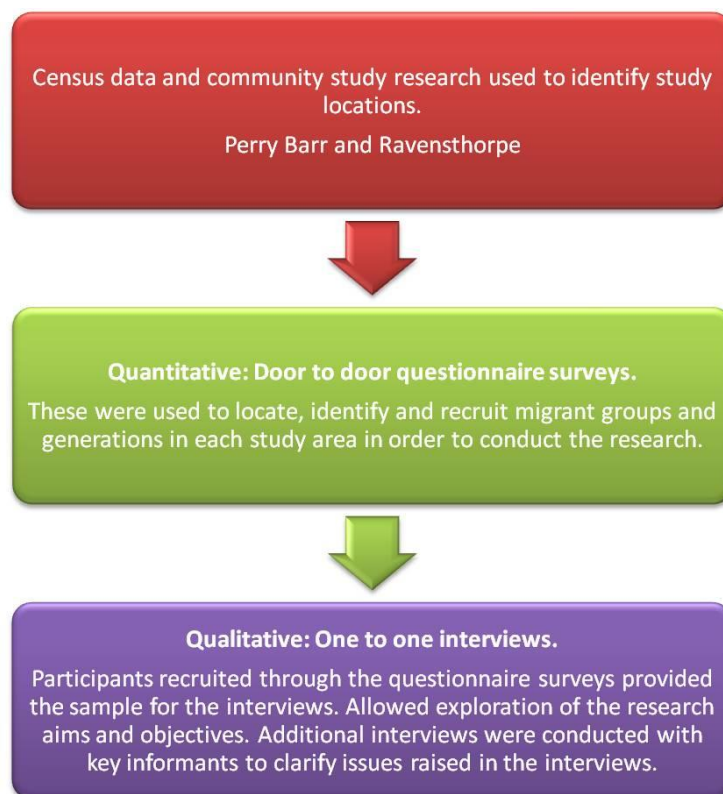 Census data and community study research used to identify study
locations.
Perry Barr and Ravensthorpe
Quantitative: Door to door questionnaire surveys.
These were used to locate, identify and recruit migrant groups and
generations in each study area in order to conduct the research.
Qualitative: One to one interviews.
Participants recruited through the questionnaire surveys provided
the sample for the interviews. Allowed exploration of the research
aims and objectives. Additional interviews were conducted with
key informants to clarify issues raised in the interviews.